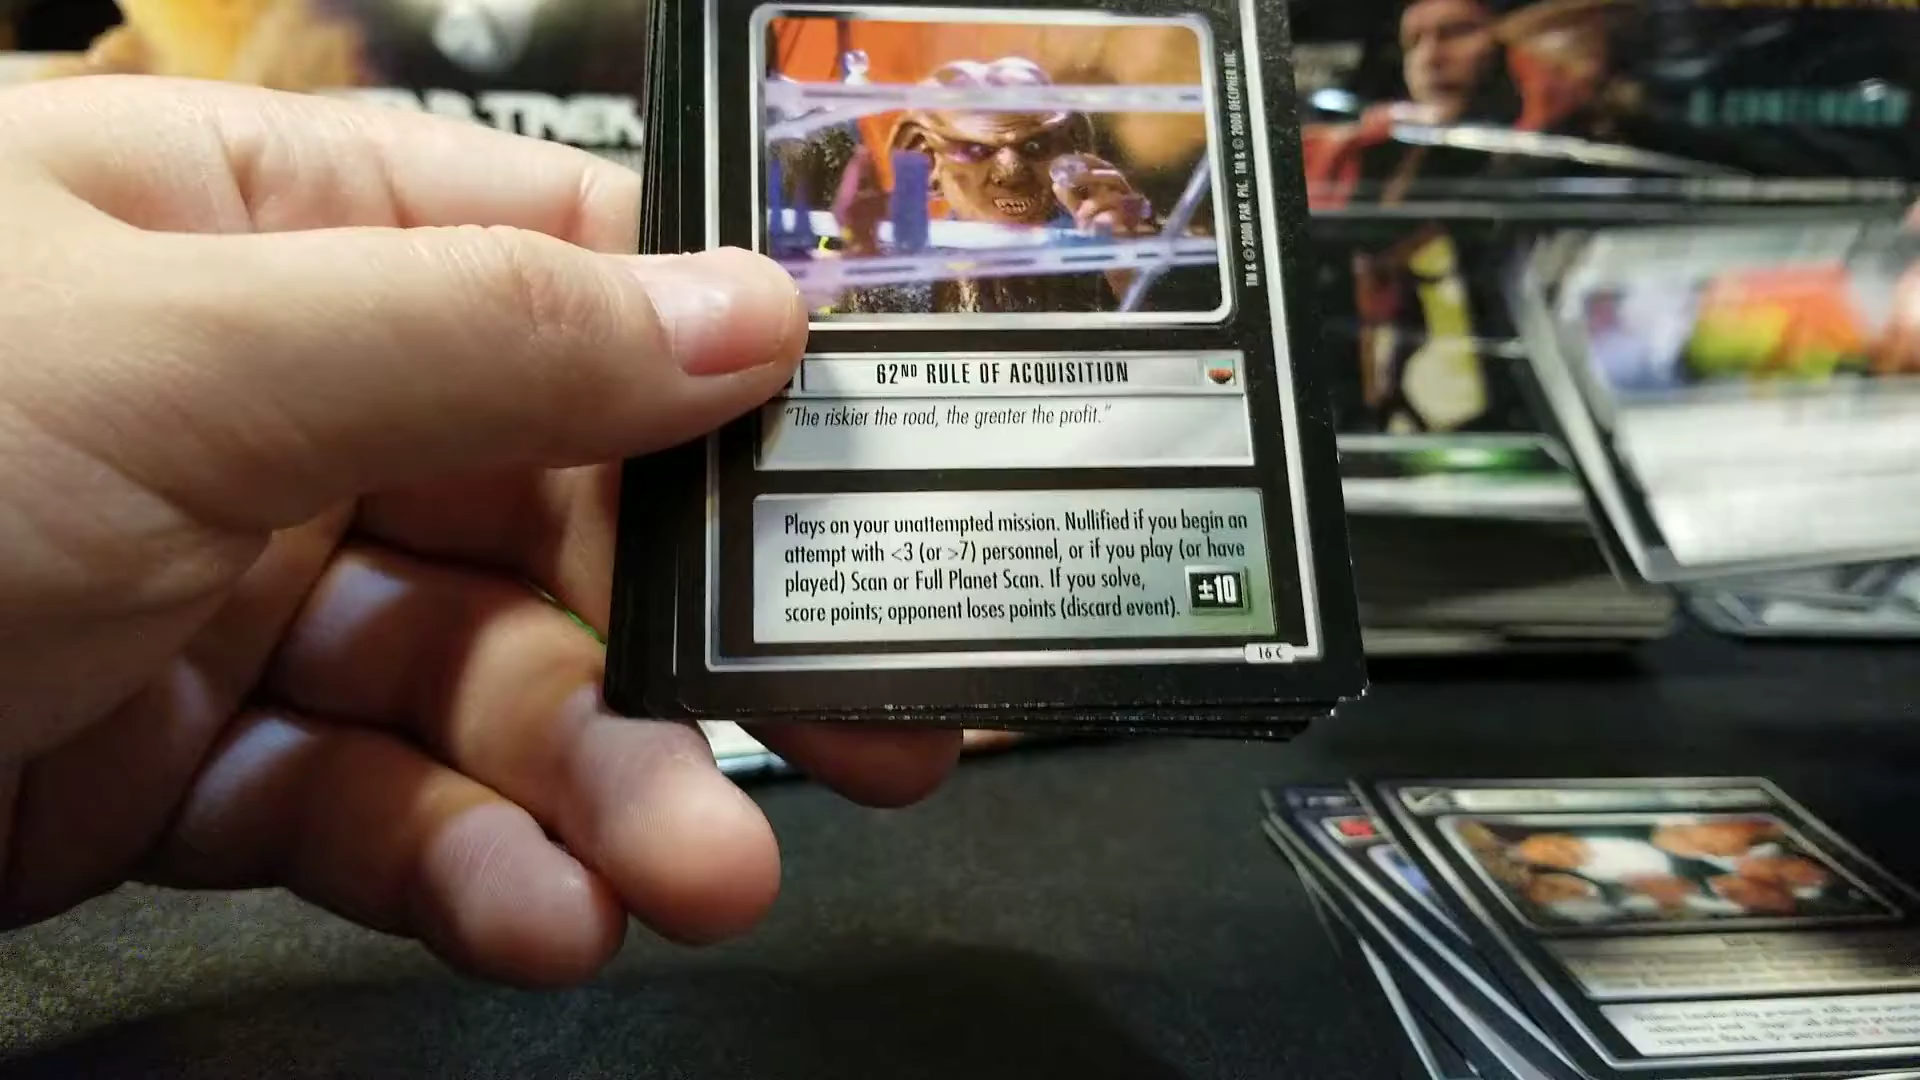 STAR TREK
Q CONTINUUM
TM & © 2000 PAR. PIC. TM & © 2000 DECIPHER INC.
62ND RULE OF ACQUISITION
"The riskier the road, the greater the profit."
Plays on your unattempted mission. Nullified if you begin an
attempt with <3 (or >7) personnel, or if you play (or have
played) Scan or Full Planet Scan. If you solve,
score points; opponent loses points (discard event).
±10
16 C